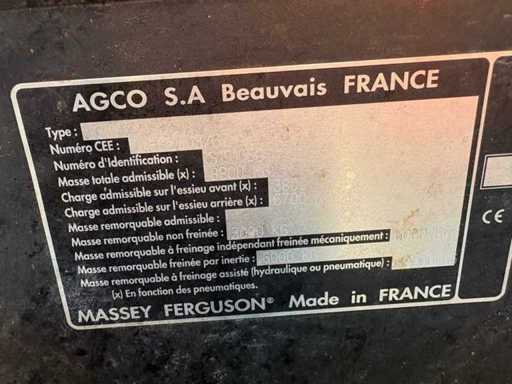 AGCO S.A Beauvais FRANCE
Type :
Numéro CEE :
Numéro d'Identification :
Masse totale admissible (x) :
Charge admissible sur l'essieu avant (x) :
Charge admissible sur l'essieu arrière (x) :
Masse remorquable admissible :
Masse remorquable non freinée : KG
Masse remorquable à freinage indépendant freinée mécaniquement :
Masse remorquable freinée par inertie :
Masse remorquable à freinage assisté (hydraulique ou pneumatique) :
(x) En fonction des pneumatiques.
MASSEY FERGUSON® Made in FRANCE
CE